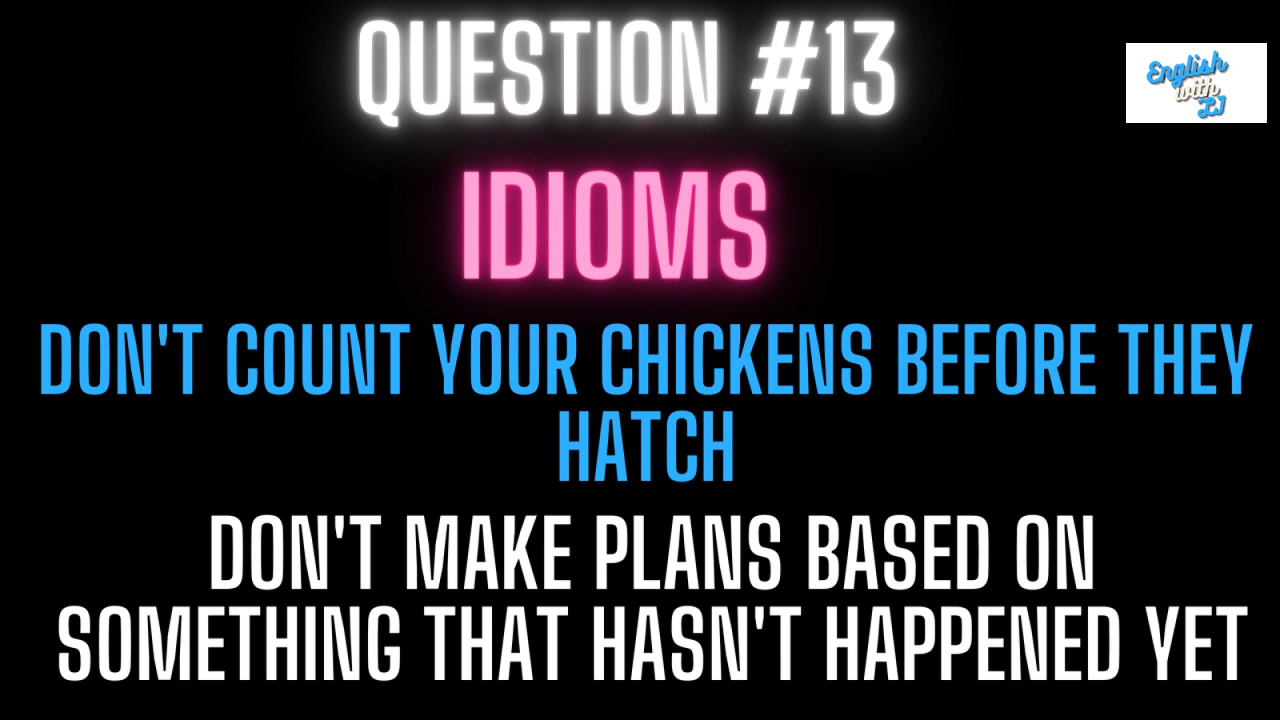 QUESTION #13
English
with
LJ
IDIOMS
DON'T COUNT YOUR CHICKENS BEFORE THEY
HATCH
DON'T MAKE PLANS BASED ON
SOMETHING THAT HASN'T HAPPENED YET